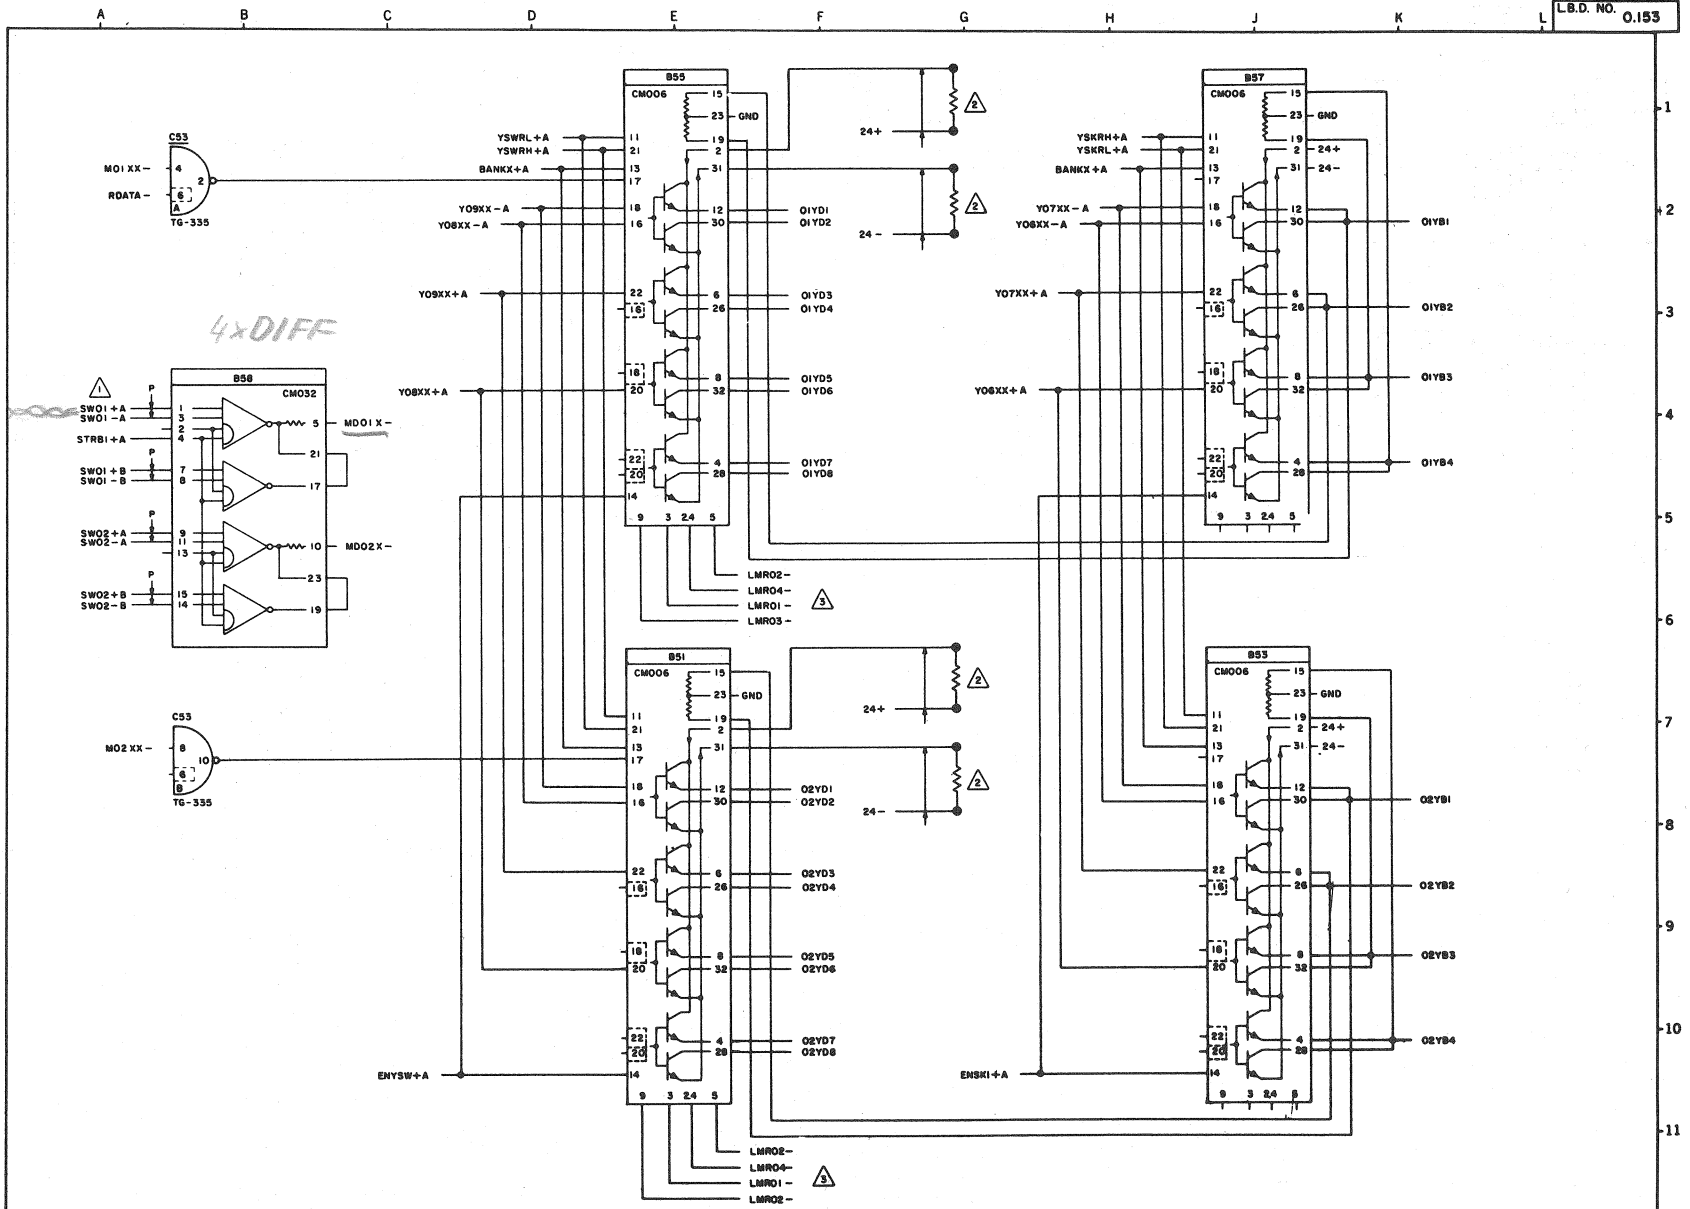 A B C D E F G H J K L
L.B.D. NO. 0.153
1
2
3
4
5
6
7
8
9
10
11
C53
M01XX- 4
2
RDATA- 6
A
TG-335
4xDIFF
1
B58
CM032
P
SW01+A 1
SW01-A 3
2
STRB1+A 4
5 MD01X-
21
P
SW01+B 7
SW01-B 8
17
P
SW02+A 9
SW02-A 11
13
10 MD02X-
23
P
SW02+B 15
SW02-B 14
19
C53
M02XX- 8
10
6
B
TG-335
B55
CM006
15
23 GND
19
YSWRL+A 11
YSWRH+A 21
2
BANKX+A 13
31
17
Y09XX-A 18
12 01YD1
Y08XX-A 16
30 01YD2
Y09XX+A 22
6 01YD3
16
26 01YD4
18
8 01YD5
Y08XX+A 20
32 01YD6
22
4 01YD7
20
28 01YD8
14
9 3 24 5
LMR02-
LMR04-
LMR01-
LMR03-
3
24+
2
24-
2
B57
CM006
15
23 GND
19
YSKRH+A 11
YSKRL+A 21
2 24+
BANKX+A 13
31 24-
17
Y07XX-A 18
12
Y06XX-A 16
30 01YB1
Y07XX+A 22
6
16
26 01YB2
18
8 01YB3
Y06XX+A 20
32
22
4 01YB4
20
28
14
9 3 24 5
B51
CM006
15
23 GND
19
11
21
2
13
31
17
18
12 02YD1
16
30 02YD2
22
6 02YD3
16
26 02YD4
18
8 02YD5
20
32 02YD6
22
4 02YD7
20
28 02YD8
ENYSW+A 14
9 3 24 5
LMR02-
LMR04-
LMR01-
LMR02-
3
24+
2
24-
2
B53
CM006
15
23 GND
19
11
21
2 24+
13
31 24-
17
18
12
16
30 02YB1
22
6
16
26 02YB2
18
8 02YB3
20
32
22
4 02YB4
20
28
ENSK1+A 14
9 3 24 5